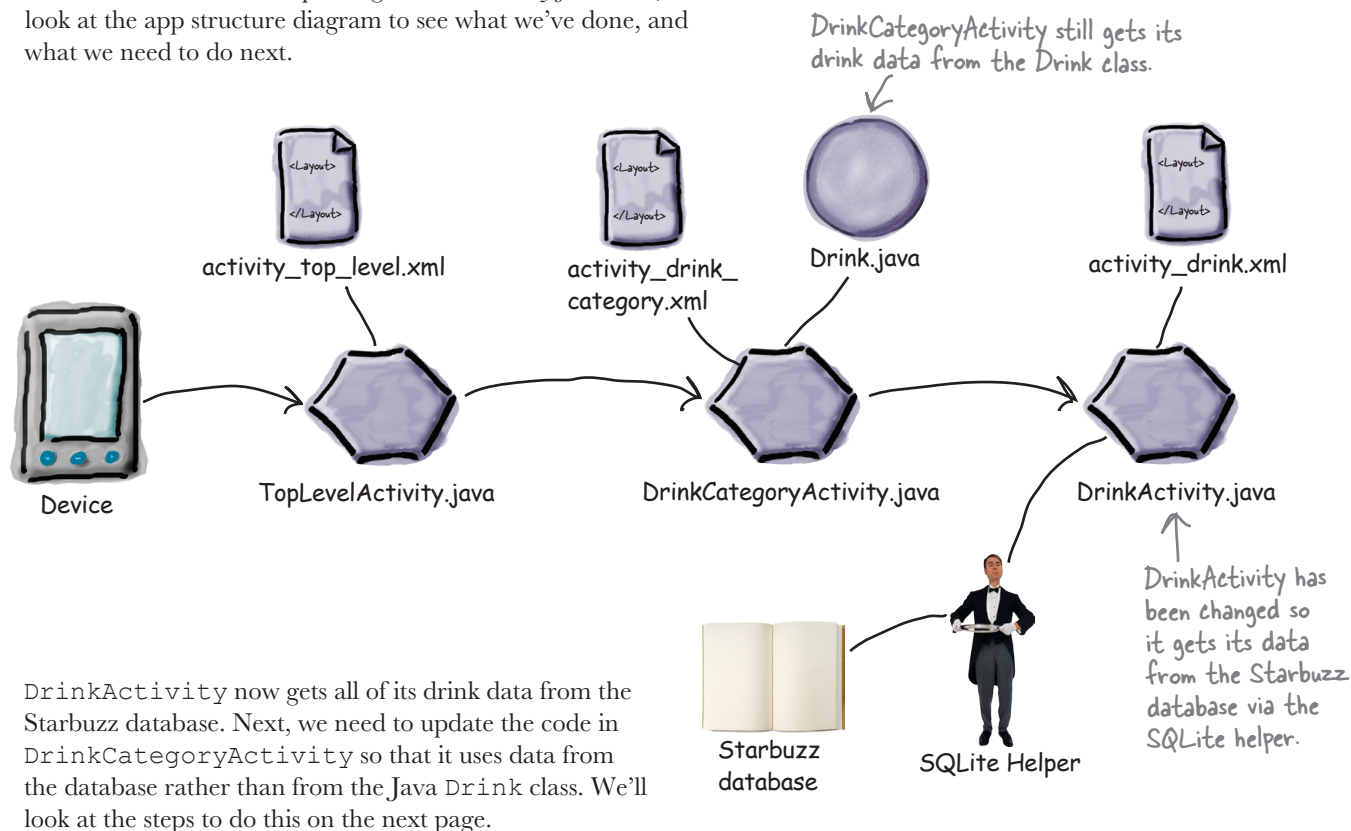 look at the app structure diagram to see what we've done, and
what we need to do next.
DrinkCategoryActivity still gets its
drink data from the Drink class.
<Layout>
</Layout>
activity_top_level.xml
<Layout>
</Layout>
activity_drink_
category.xml
Drink.java
<Layout>
</Layout>
activity_drink.xml
Device
TopLevelActivity.java
DrinkCategoryActivity.java
DrinkActivity.java
DrinkActivity has
been changed so
it gets its data
from the Starbuzz
database via the
SQLite helper.
Starbuzz
database
SQLite Helper
DrinkActivity now gets all of its drink data from the
Starbuzz database. Next, we need to update the code in
DrinkCategoryActivity so that it uses data from
the database rather than from the Java Drink class. We'll
look at the steps to do this on the next page.